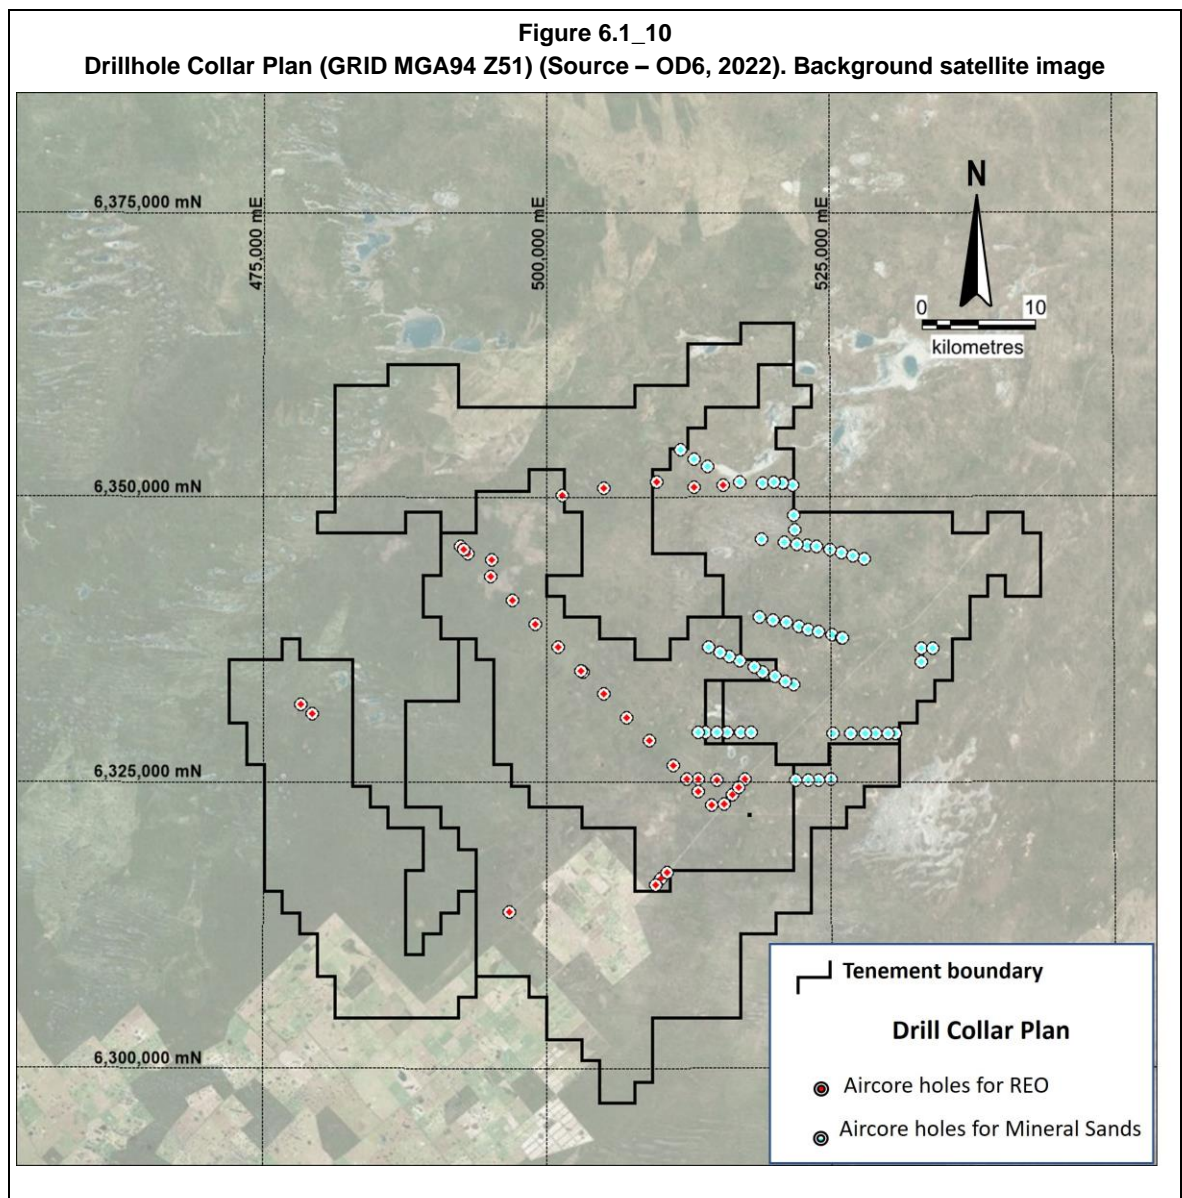 Figure 6.1_10
Drillhole Collar Plan (GRID MGA94 Z51) (Source – OD6, 2022). Background satellite image
6,375,000 mN
475,000 mE
500,000 mE
525,000 mE
N
0 10
kilometres
6,350,000 mN
6,325,000 mN
6,300,000 mN
Tenement boundary
Drill Collar Plan
Aircore holes for REO
Aircore holes for Mineral Sands